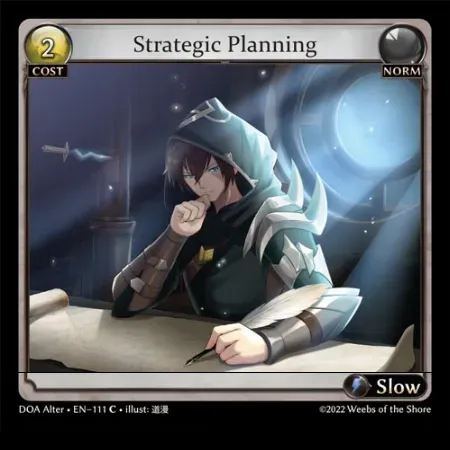 2
Strategic Planning
COST
NORM
Slow
DOA Alter • EN-111 C • illust: 道漫
©2022 Weebs of the Shore